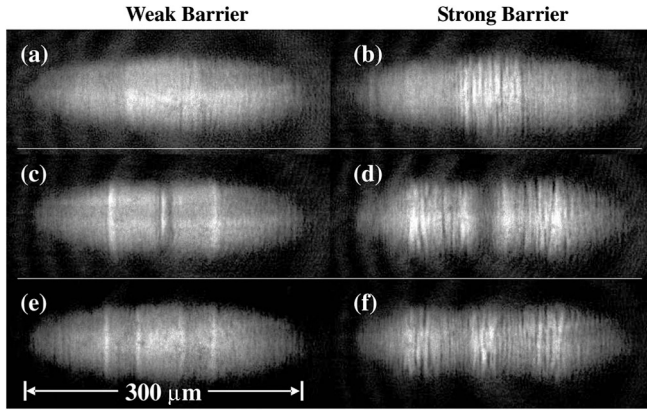 Weak Barrier
Strong Barrier
(a)
(b)
(c)
(d)
(e)
(f)
300 μm